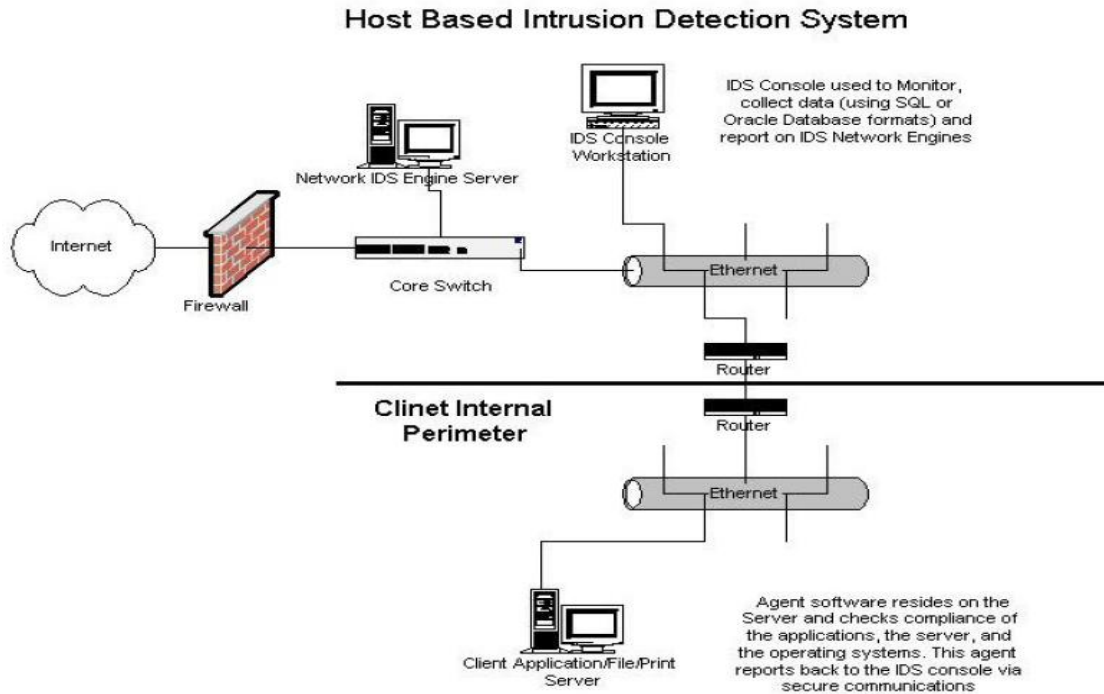 Host Based Intrusion Detection System
IDS Console used to Monitor,
collect data (using SQL or
Oracle Database formats) and
report on IDS Network Engines
IDS Console
Workstation
Network IDS Engine Server
Internet
Firewall
Core Switch
Ethernet
Router
Clinet Internal
Perimeter
Router
Ethernet
Client Application/File/Print
Server
Agent software resides on the
Server and checks compliance of
the applications, the server, and
the operating systems. This agent
reports back to the IDS console via
secure communications